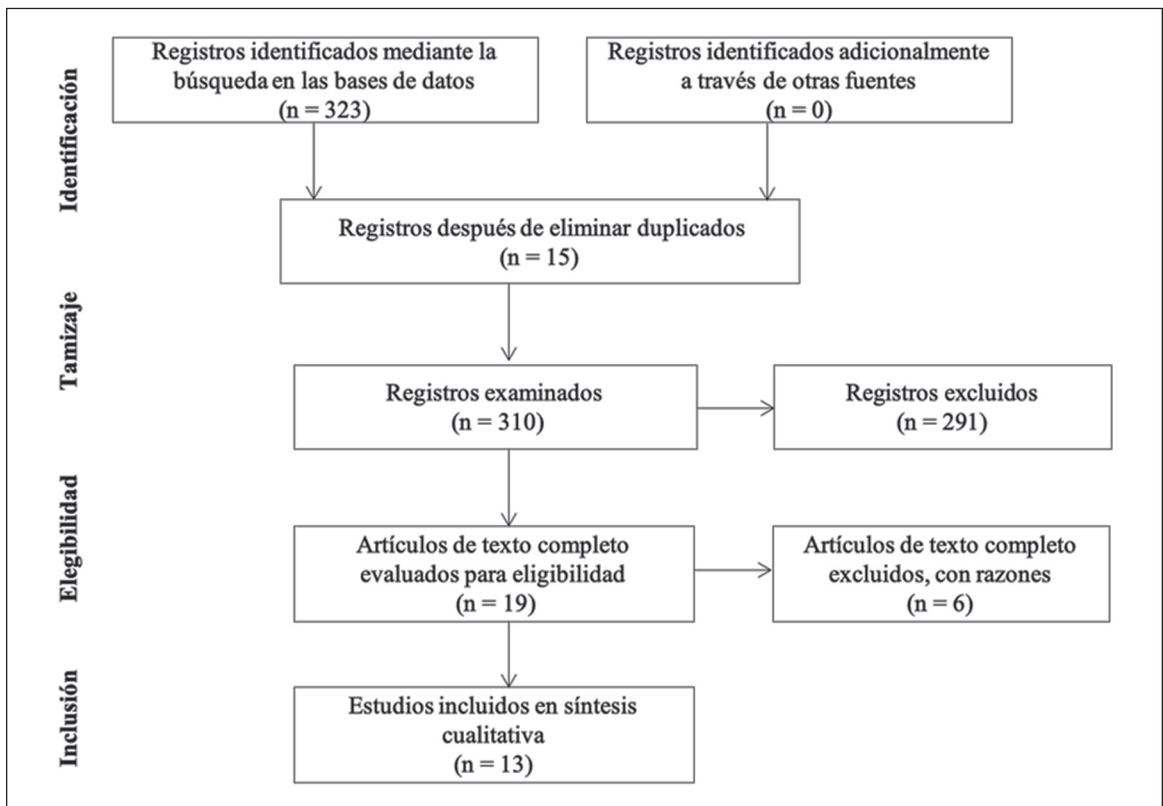 Identificación
Registros identificados mediante la
búsqueda en las bases de datos
(n = 323)
Registros identificados adicionalmente
a través de otras fuentes
(n = 0)
Registros después de eliminar duplicados
(n = 15)
Tamizaje
Registros examinados
(n = 310)
Registros excluidos
(n = 291)
Elegibilidad
Artículos de texto completo
evaluados para eligibilidad
(n = 19)
Artículos de texto completo
excluidos, con razones
(n = 6)
Inclusión
Estudios incluidos en síntesis
cualitativa
(n = 13)